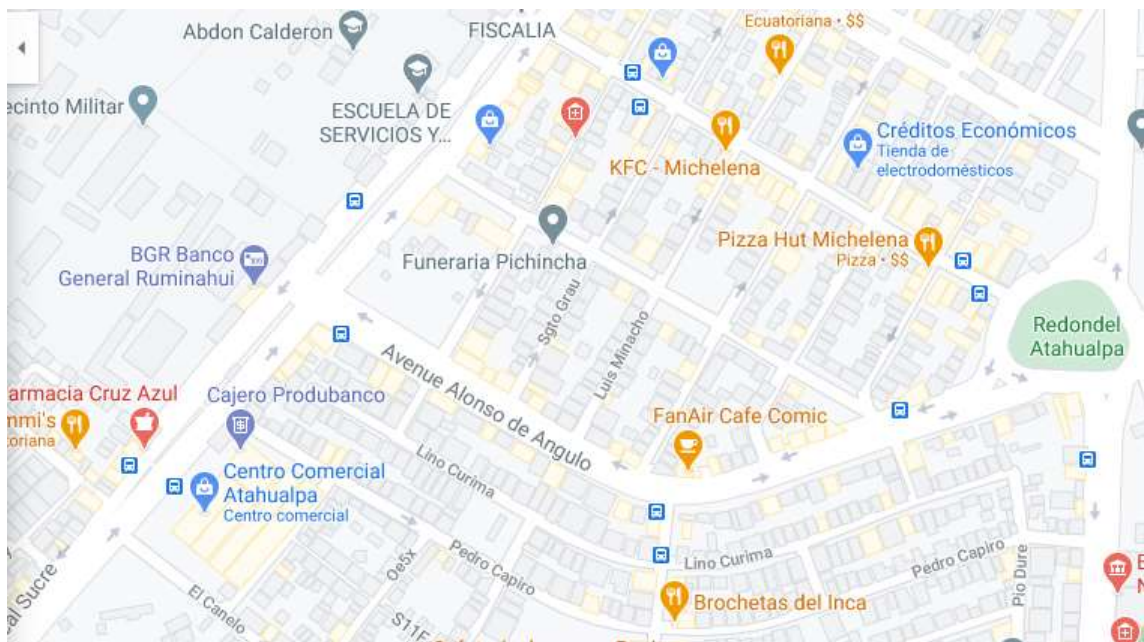 Ecuatoriana · $$
Abdon Calderon
FISCALIA
ecinto Militar
ESCUELA DE
SERVICIOS Y...
Créditos Económicos
Tienda de
electrodomésticos
KFC - Michelena
Pizza Hut Michelena
Pizza · $$
BGR Banco
General Ruminahui
Funeraria Pichincha
Sgto Grau
Luis Minacho
Redondel
Atahualpa
Avenue Alonso de Angulo
armacia Cruz Azul
nmi's
toriana
Cajero Produbanco
FanAir Cafe Comic
Centro Comercial
Atahualpa
Centro comercial
Lino Curima
Lino Curima
Pedro Capiro
Pedro Capiro
Oe5x
Pio Dure
El Canelo
S11F
al Sucre
Brochetas del Inca